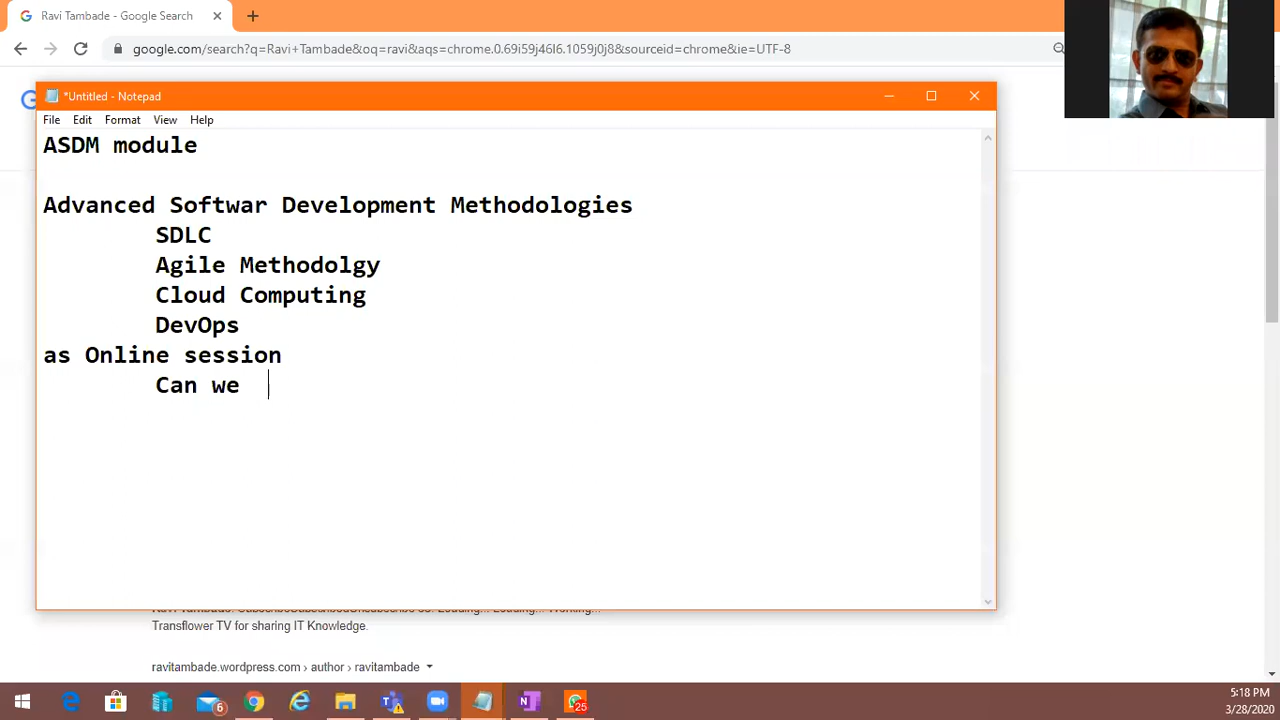 Ravi Tambade - Google Search
google.com/search?q=Ravi+Tambade&oq=ravi&aqs=chrome.0.69i59j46l6.1059j0j8&sourceid=chrome&ie=UTF-8
*Untitled - Notepad
File Edit Format View Help
ASDM module
Advanced Softwar Development Methodologies
SDLC
Agile Methodolgy
Cloud Computing
DevOps
as Online session
Can we
Transflower TV for sharing IT Knowledge.
ravitambade.wordpress.com › author › ravitambade
6
25
5:18 PM
3/28/2020